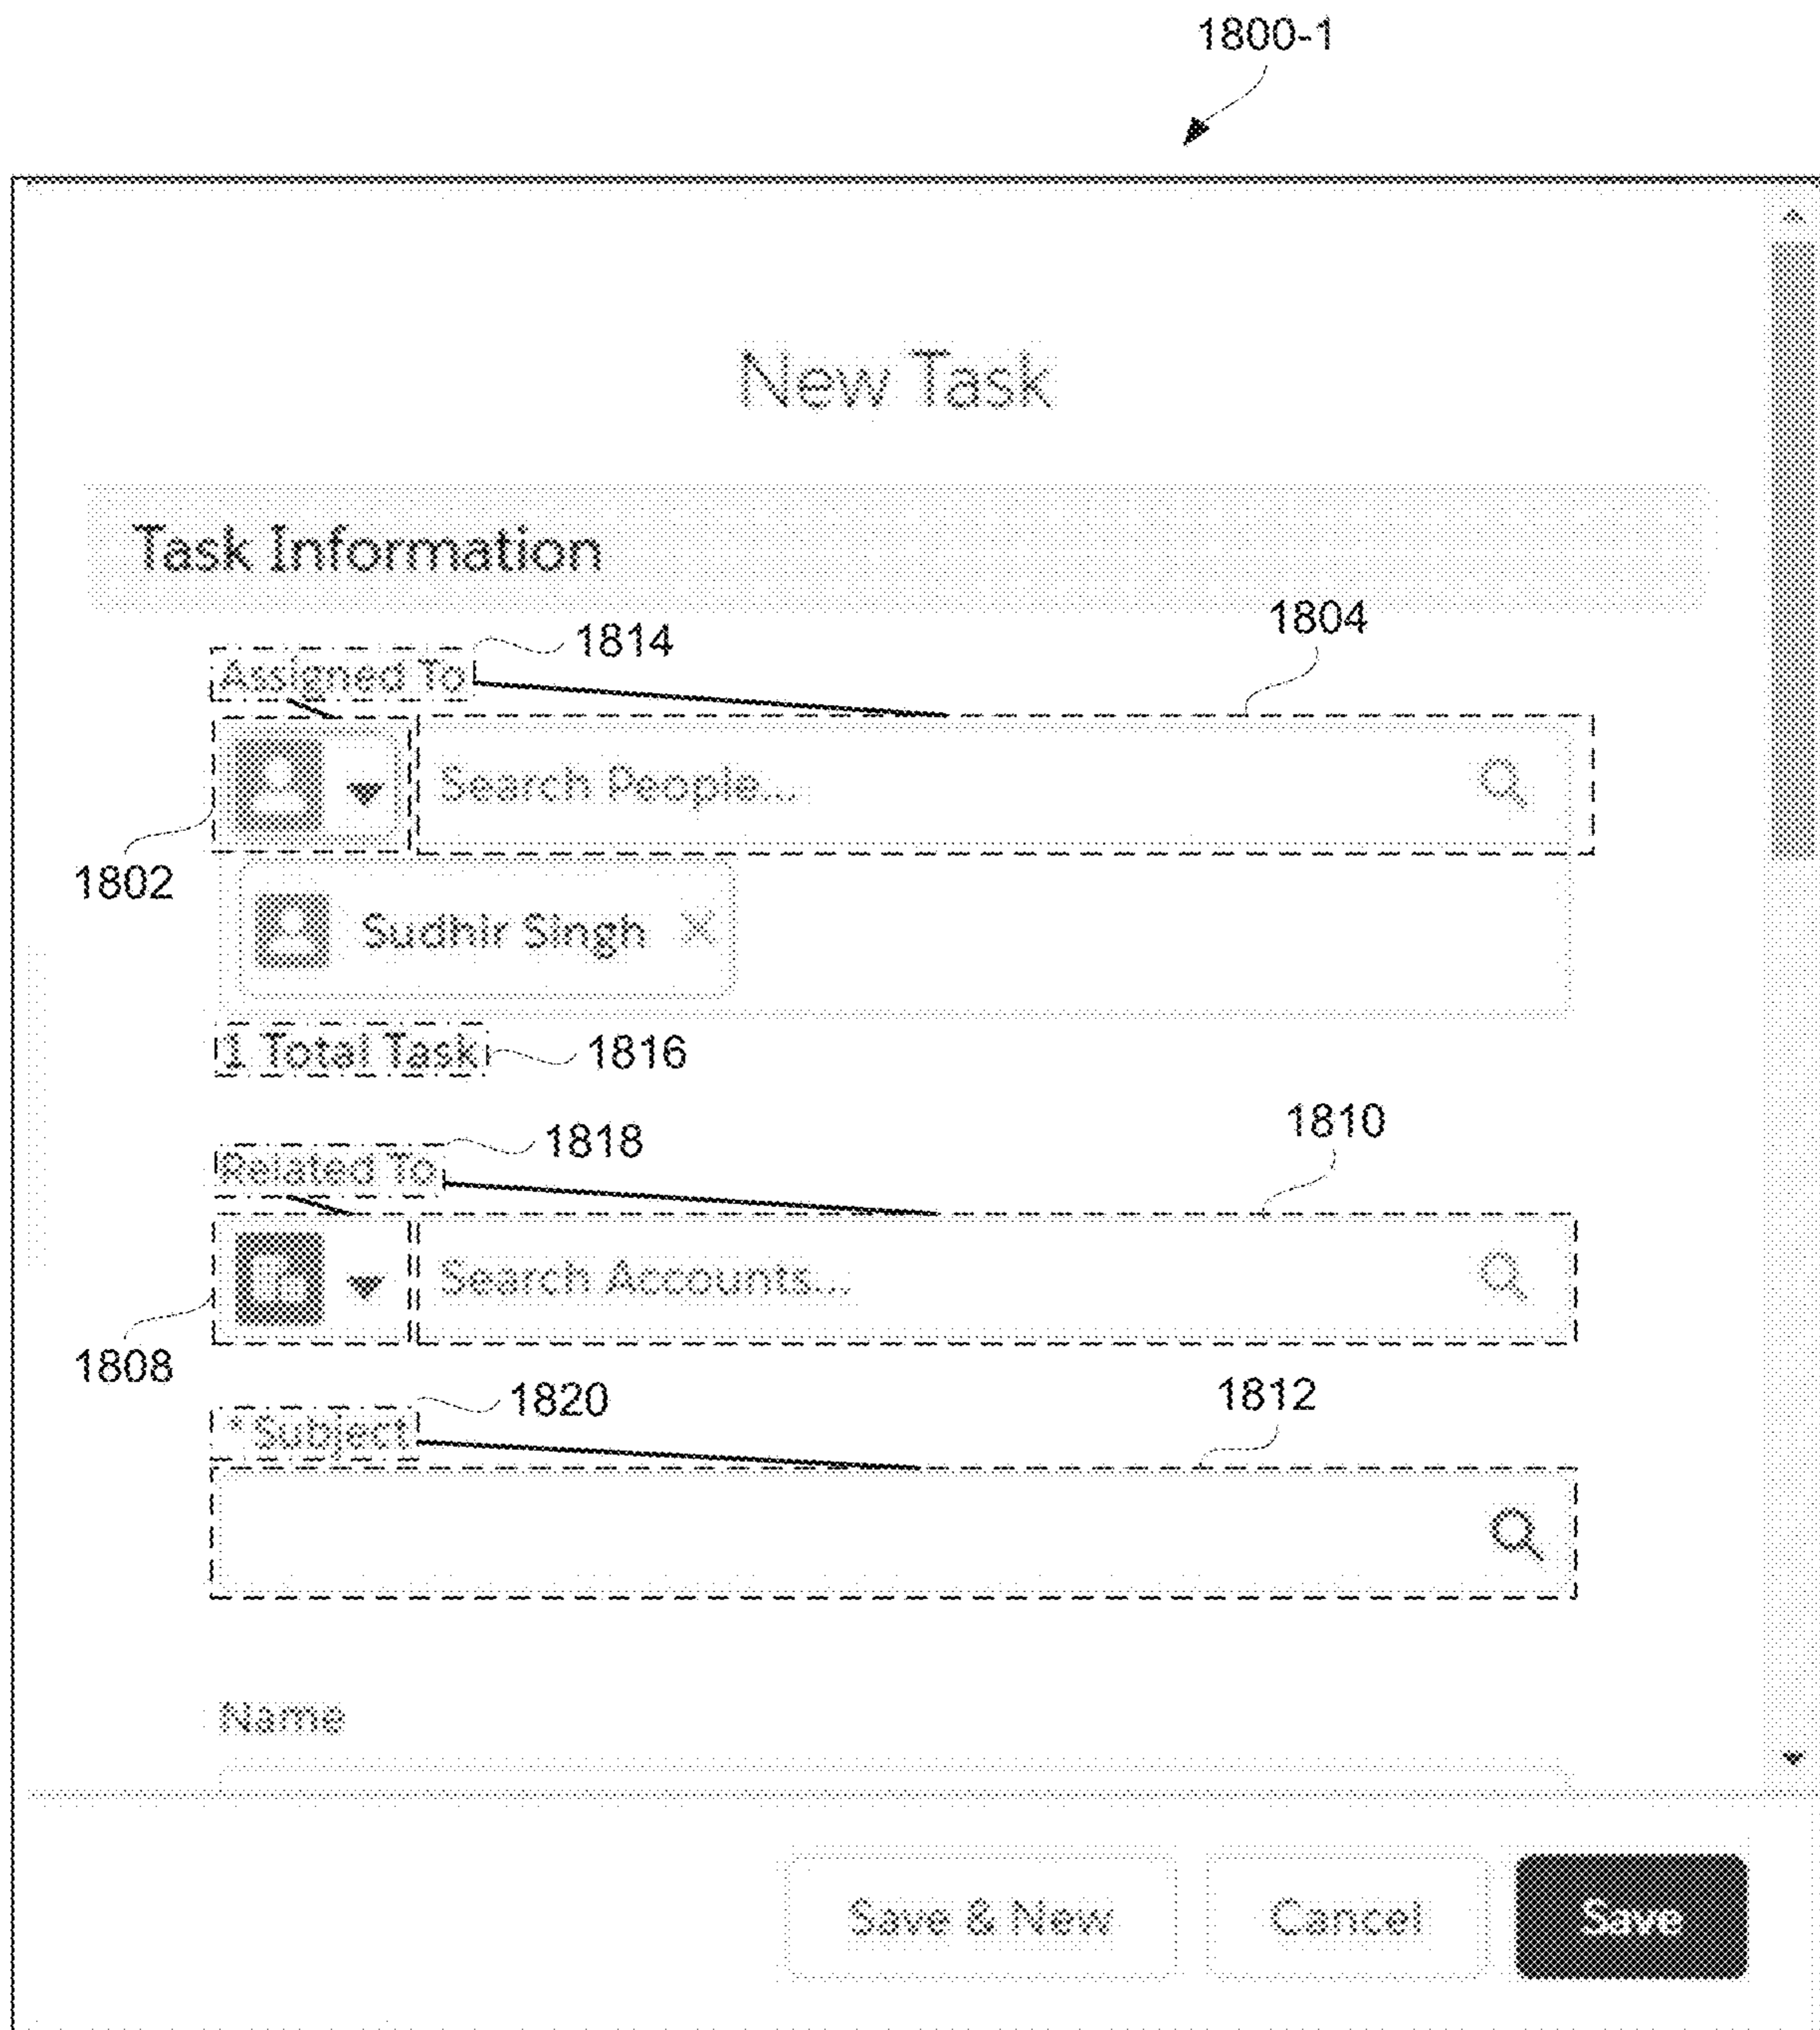 1800-1
New Task
Task Information
1804
1814
Assigned To
Search People...
1802
Sudhir Singh
1 Total Task
1816
1810
1818
Related To
Search Accounts...
1808
1812
1820
*Subject
Name
Save & New Cancel Save